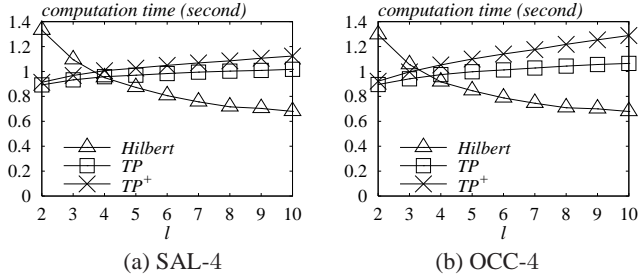 computation time (second)
1.4
1.2
1
0.8
0.6
0.4
0.2
0
Hilbert
TP
TP+
2 3 4 5 6 7 8 9 10
l
(a) SAL-4
computation time (second)
1.4
1.2
1
0.8
0.6
0.4
0.2
0
Hilbert
TP
TP+
2 3 4 5 6 7 8 9 10
l
(b) OCC-4